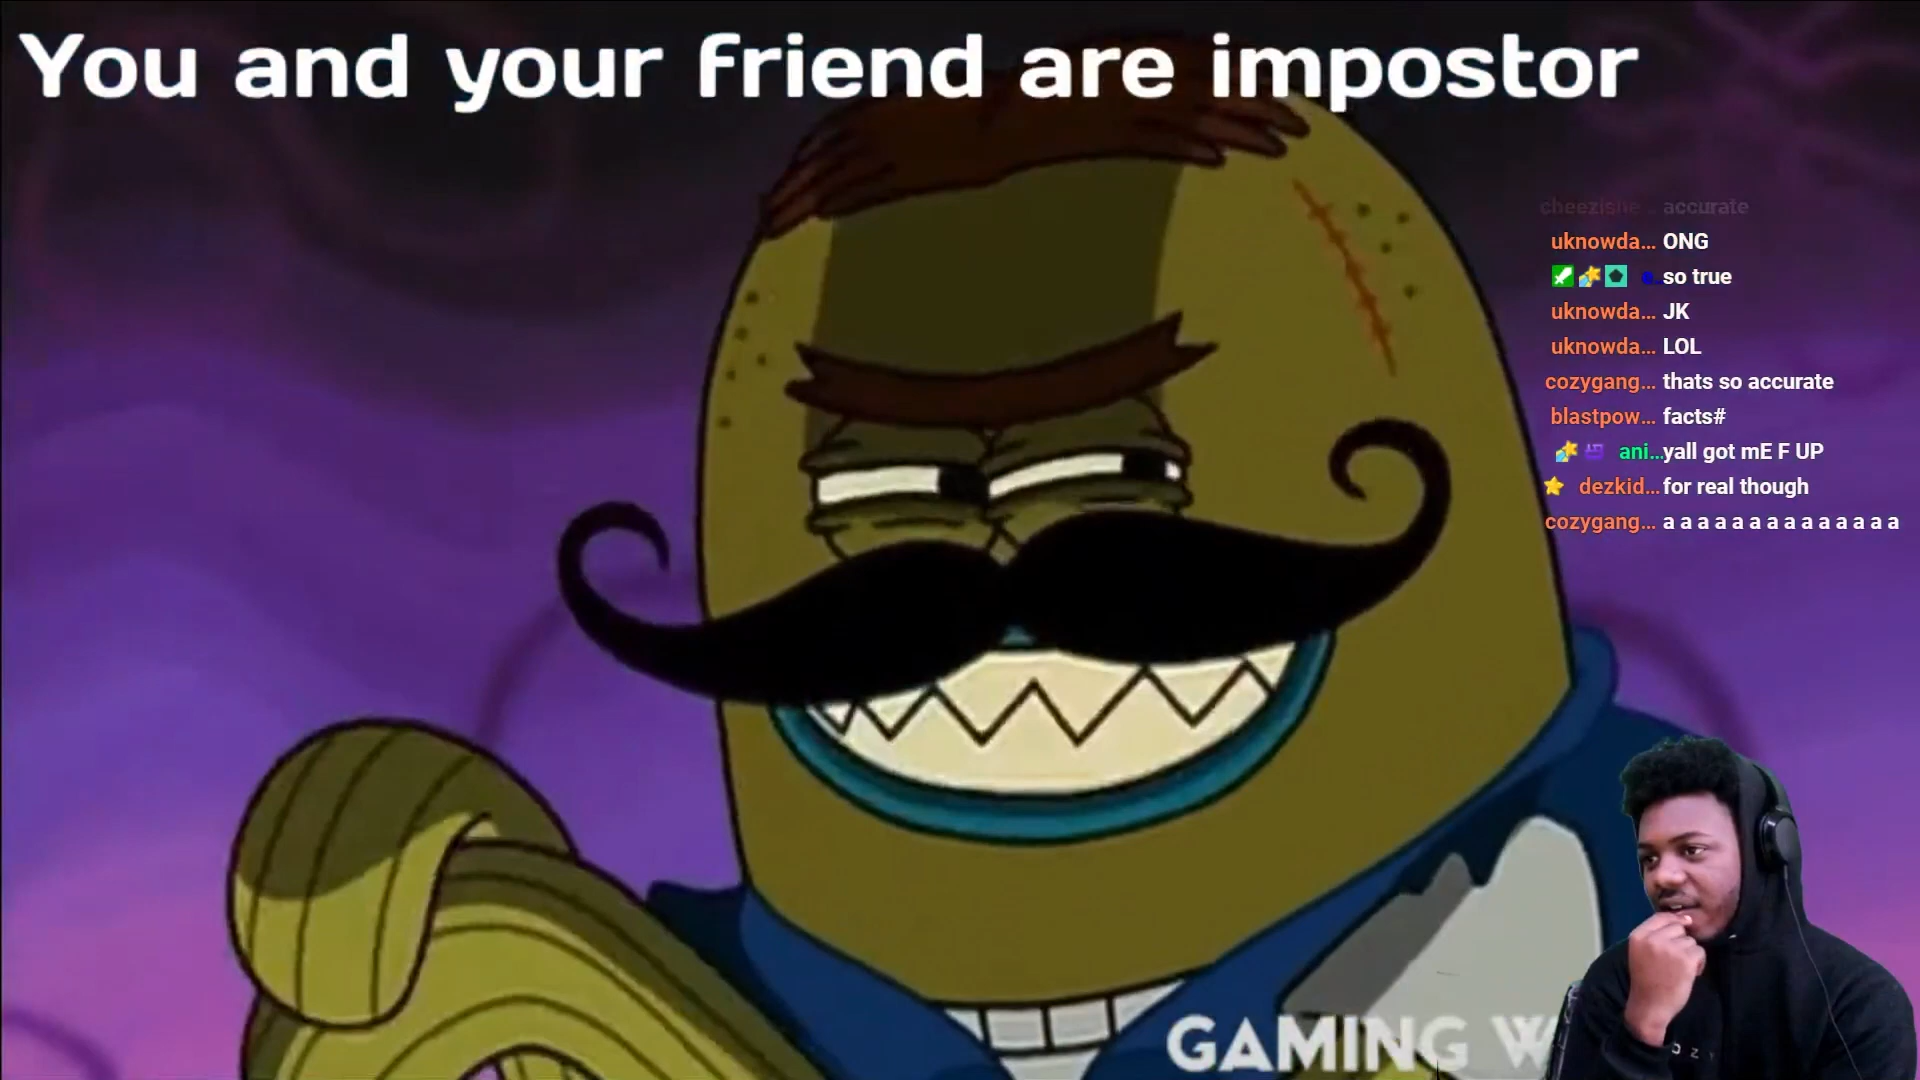 You and your friend are impostor
cheezishe... accurate
uknowda... ONG
e..so true
uknowda... JK
uknowda... LOL
cozygang... thats so accurate
blastpow... facts#
ani...yall got mE F UP
dezkid... for real though
cozygang... a a a a a a a a a a a a a a
GAMING W